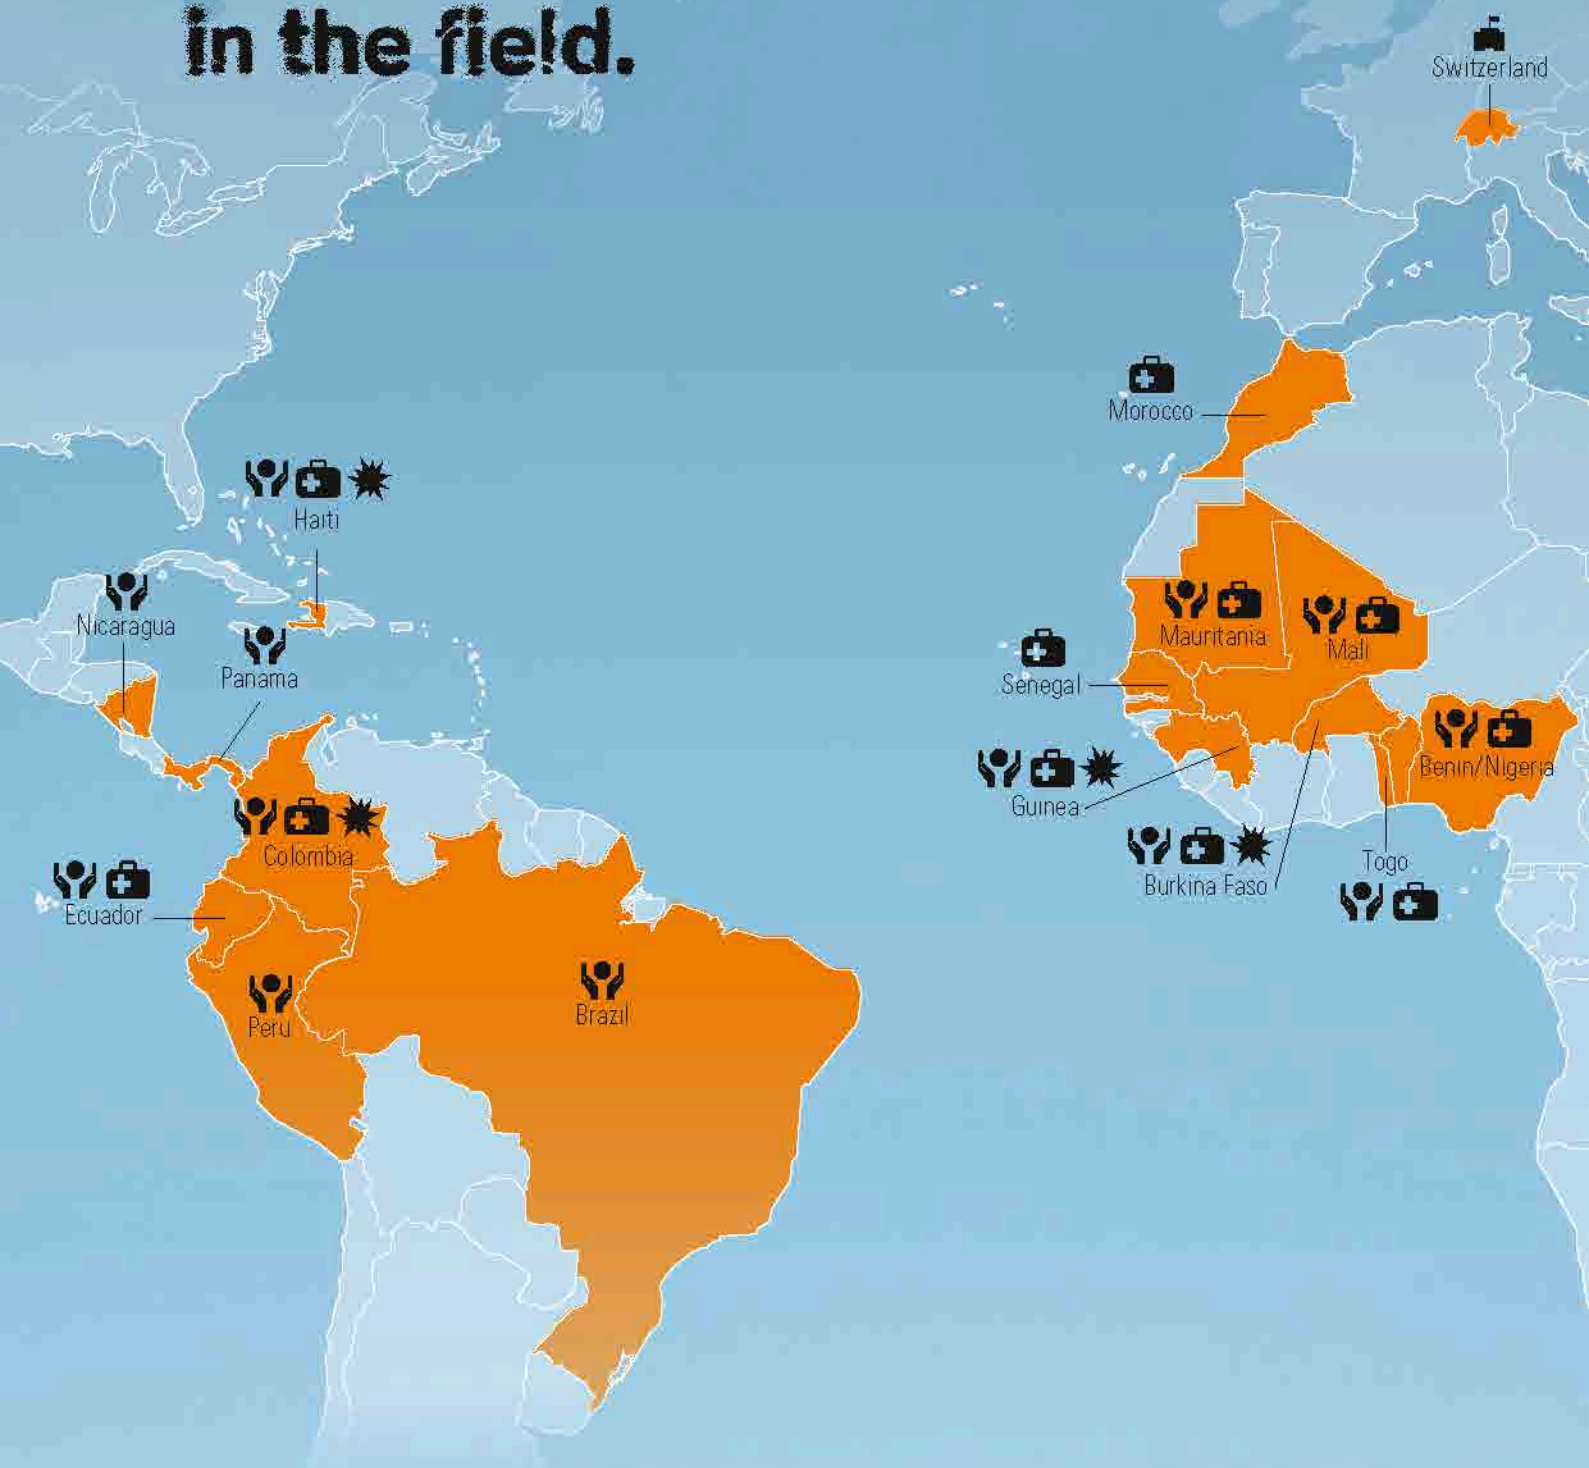 in the field.
Switzerland
Morocco
Haiti
Nicaragua
Panama
Mauritania
Mali
Senegal
Benin/Nigeria
Guinea
Colombia
Togo
Burkina Faso
Ecuador
Brazil
Peru